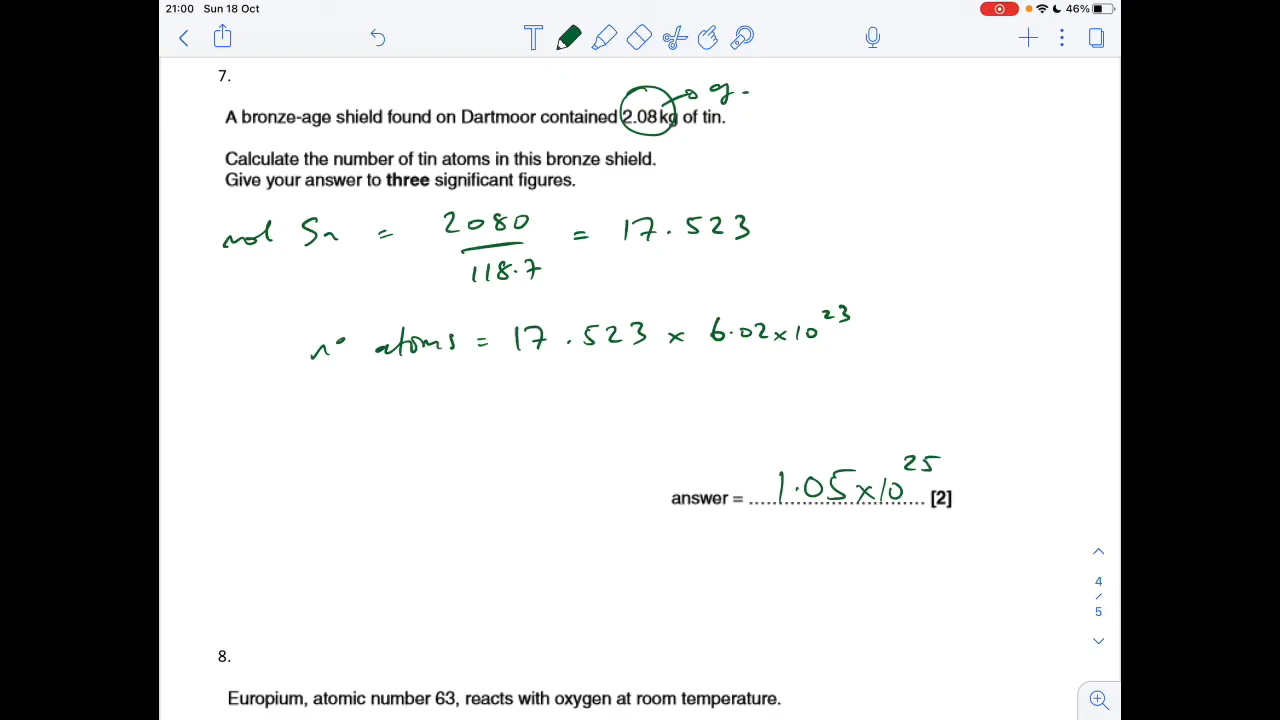 21:00 Sun 18 Oct 46%
T
7.
g.
A bronze-age shield found on Dartmoor contained 2.08 kg of tin.
Calculate the number of tin atoms in this bronze shield.
Give your answer to three significant figures.
mol Sn = 2080 / 118.7 = 17.523
n° atoms = 17.523 × 6.02×10²³
answer = 1.05×10²⁵ [2]
4
/
5
8.
Europium, atomic number 63, reacts with oxygen at room temperature.